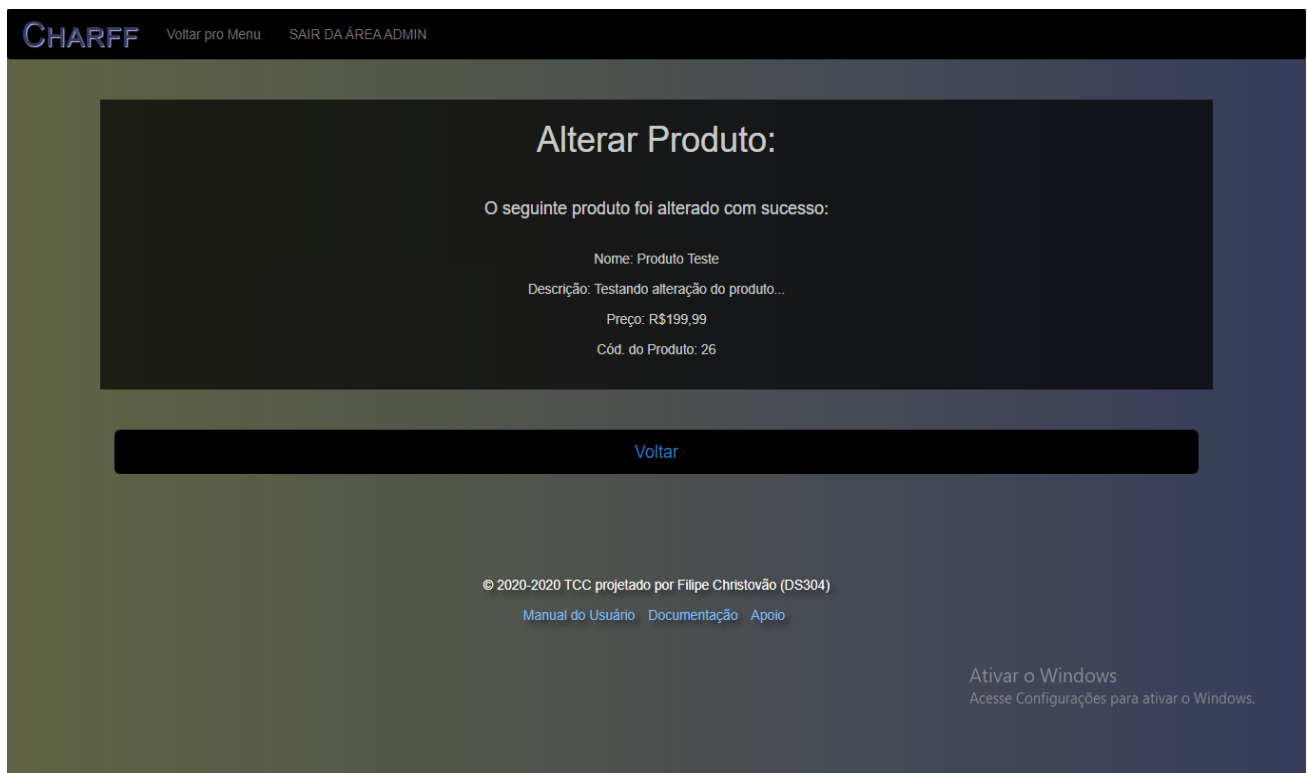 CHARFF Voltar pro Menu SAIR DA ÁREA ADMIN
Alterar Produto:
O seguinte produto foi alterado com sucesso:
Nome: Produto Teste
Descrição: Testando alteração do produto...
Preço: R$199,99
Cód. do Produto: 26
Voltar
© 2020-2020 TCC projetado por Filipe Christovão (DS304)
Manual do Usuário Documentação Apoio
Ativar o Windows
Acesse Configurações para ativar o Windows.